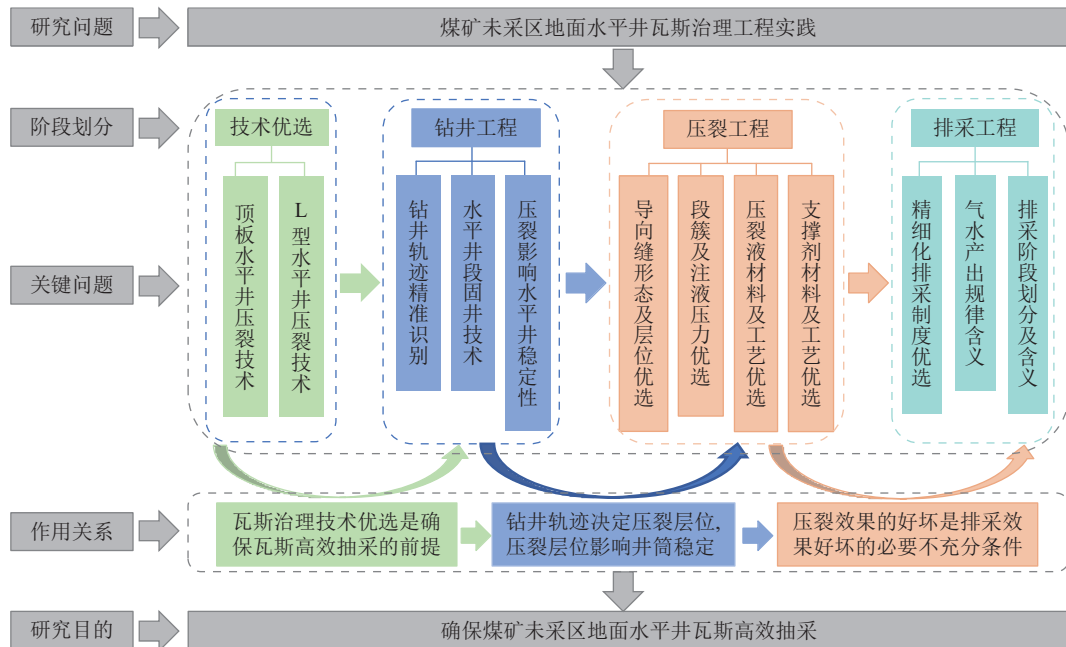 研究问题
煤矿未采区地面水平井瓦斯治理工程实践
阶段划分
技术优选
钻井工程
压裂工程
排采工程
关键问题
顶板水平井压裂技术
L型水平井压裂技术
钻井轨迹精准识别
水平井段固井技术
压裂影响水平井稳定性
导向缝形态及层位优选
段簇及注液压力优选
压裂液材料及工艺优选
支撑剂材料及工艺优选
精细化排采制度优选
气水产出规律含义
排采阶段划分及含义
作用关系
瓦斯治理技术优选是确
保瓦斯高效抽采的前提
钻井轨迹决定压裂层位,
压裂层位影响井筒稳定
压裂效果的好坏是排采效
果好坏的必要不充分条件
研究目的
确保煤矿未采区地面水平井瓦斯高效抽采